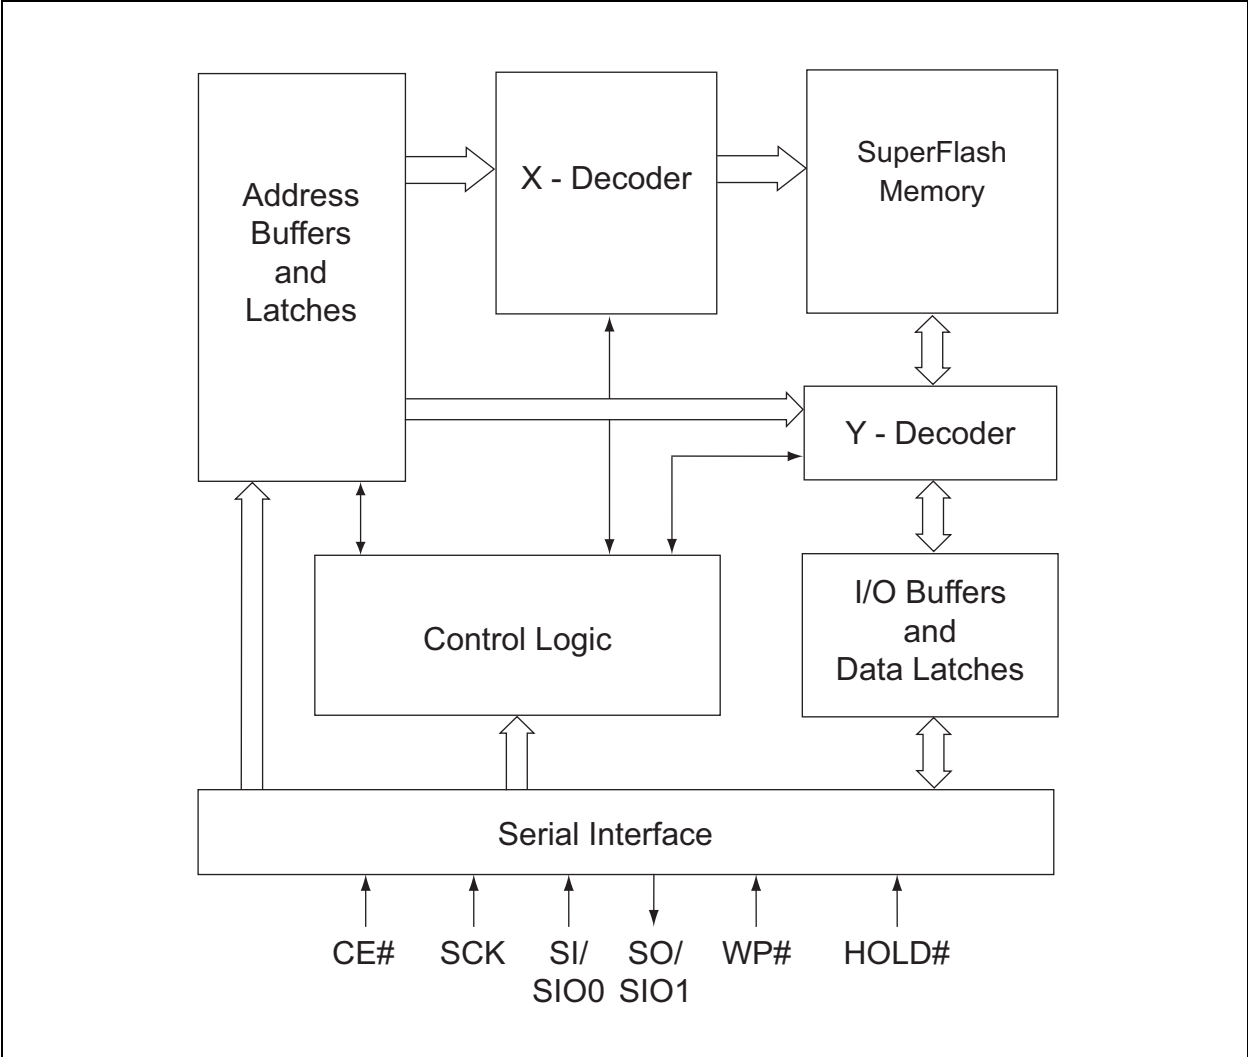 Address
Buffers
and
Latches
X - Decoder
SuperFlash
Memory
Y - Decoder
Control Logic
I/O Buffers
and
Data Latches
Serial Interface
CE#
SCK
SI/
SIO0
SO/
SIO1
WP#
HOLD#